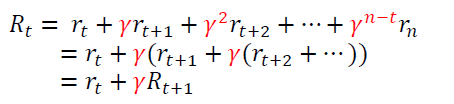 R_t = r_t + γr_{t+1} + γ^2r_{t+2} + ⋯ + γ^{n−t}r_n
= r_t + γ(r_{t+1} + γ(r_{t+2} + ⋯))
= r_t + γR_{t+1}